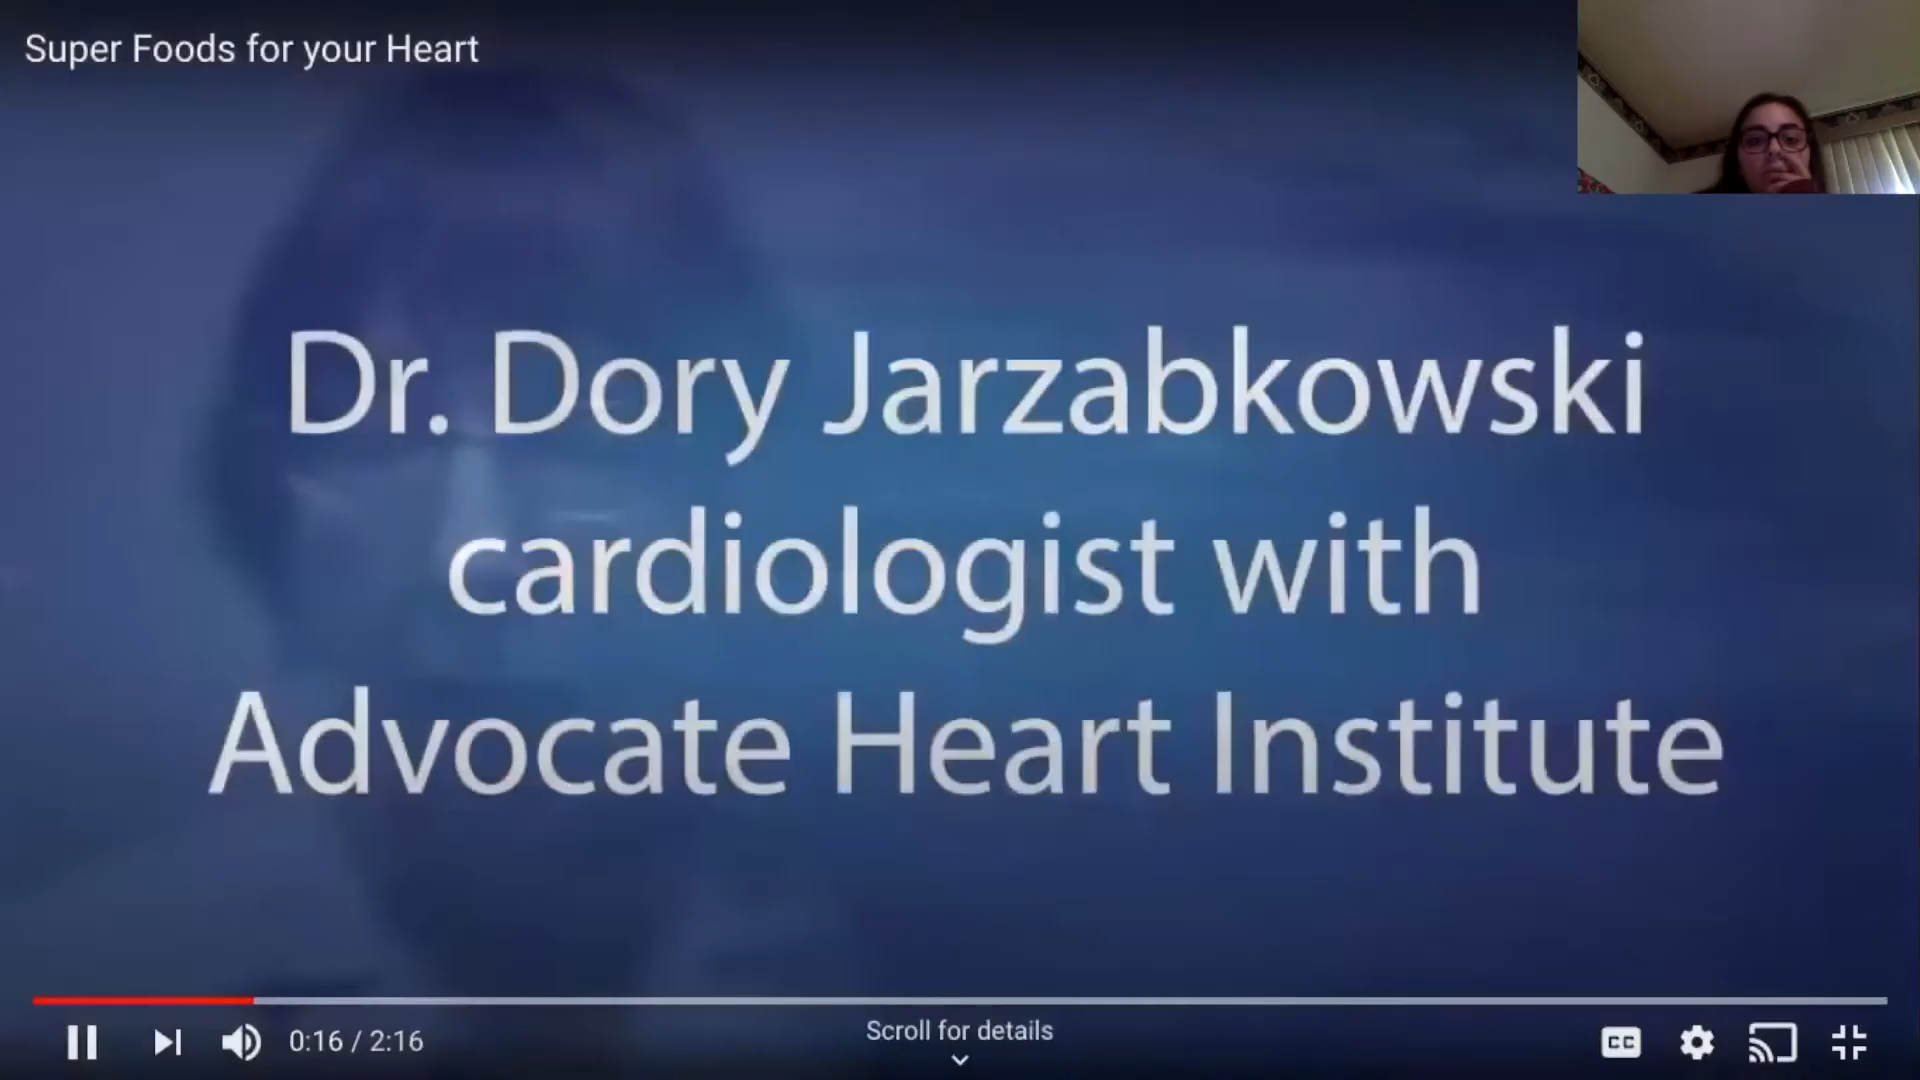 Super Foods for your Heart
Dr. Dory Jarzabkowski
cardiologist with
Advocate Heart Institute
0:16 / 2:16
Scroll for details
CC